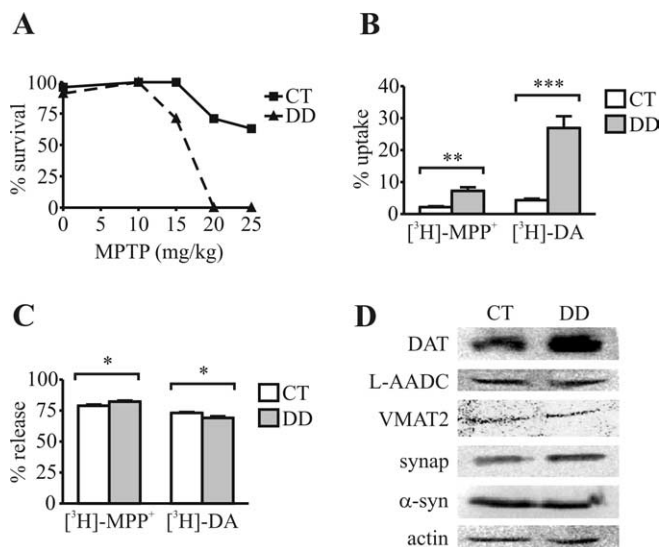 A
% survival
100
75
50
25
0
0
10
15
20
25
MPTP (mg/kg)
CT
DD
B
% uptake
40
30
20
10
0
**
***
CT
DD
[³H]-MPP⁺
[³H]-DA
C
% release
100
75
50
25
0
*
*
CT
DD
[³H]-MPP⁺
[³H]-DA
D
CT DD
DAT
L-AADC
VMAT2
synap
α-syn
actin